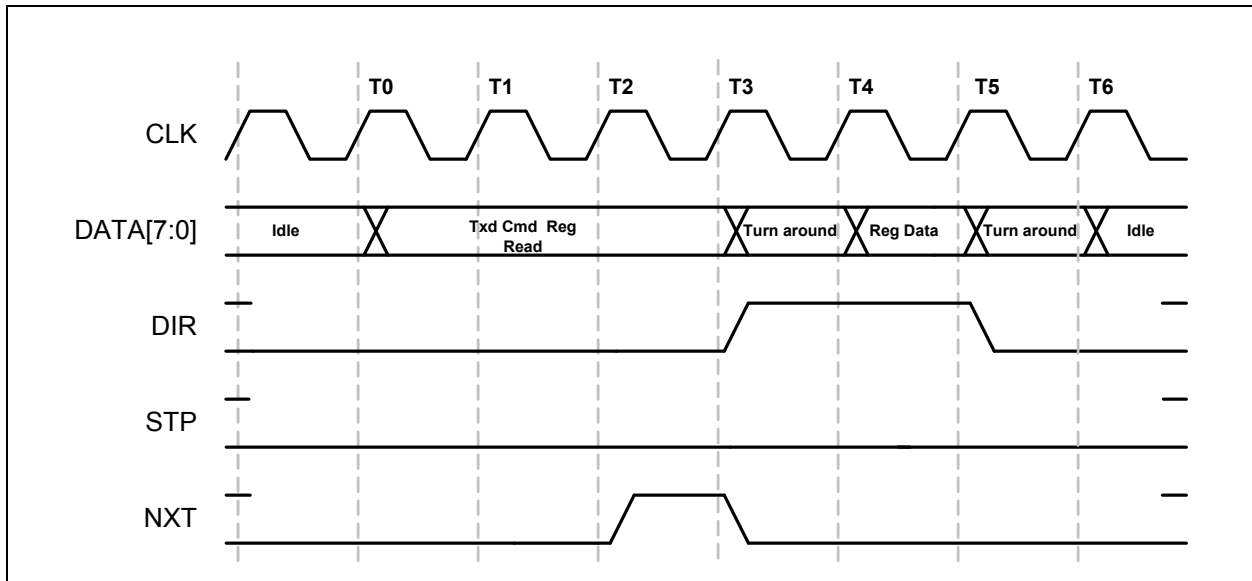 T0 T1 T2 T3 T4 T5 T6
CLK
DATA[7:0]
Idle
Txd Cmd Reg
Read
Turn around
Reg Data
Turn around
Idle
DIR
STP
NXT